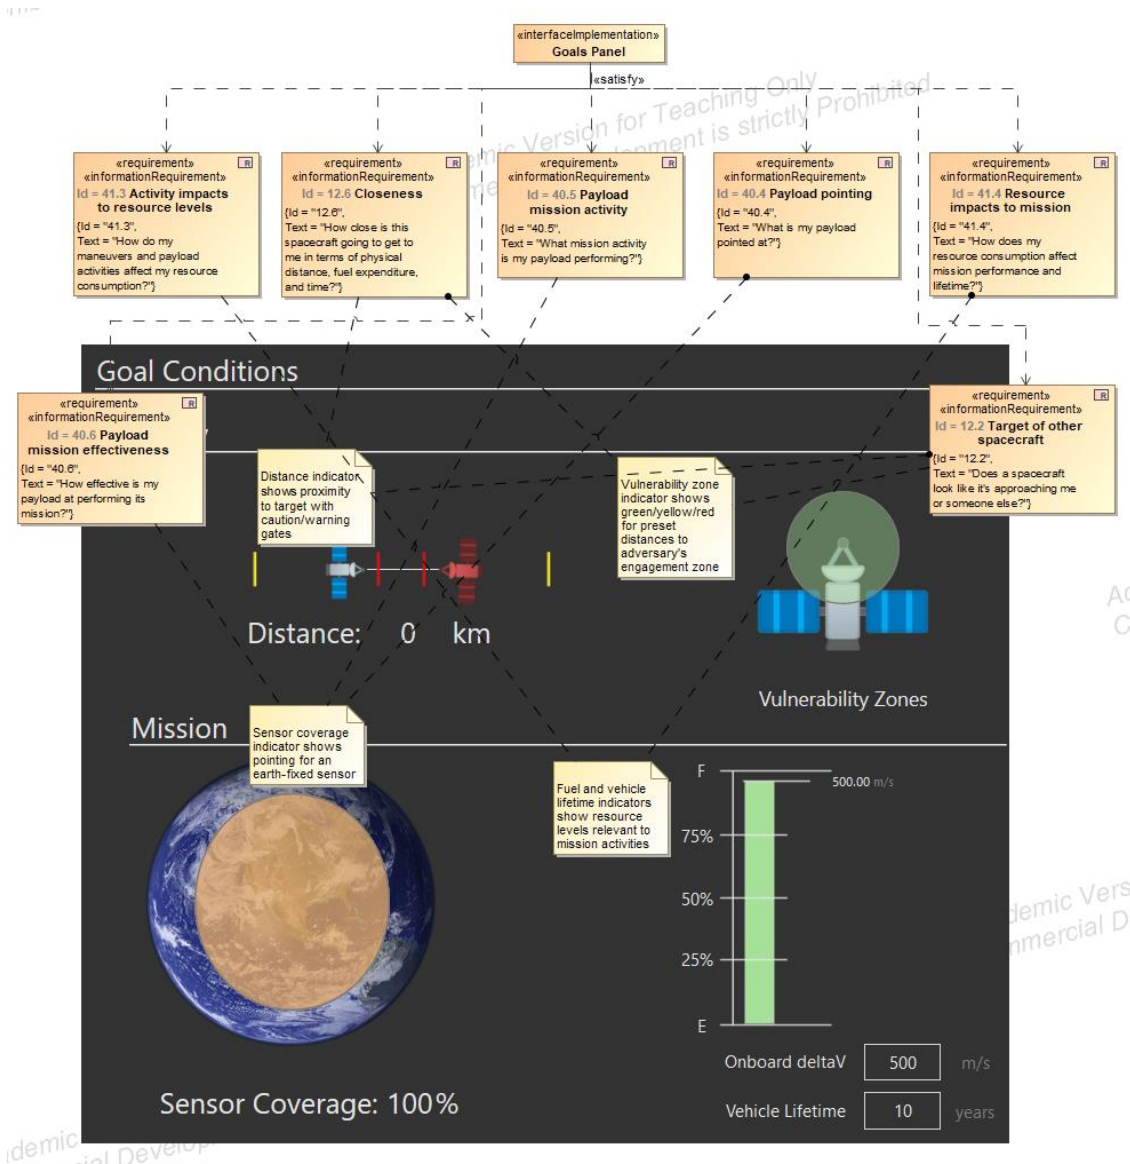 «interfaceImplementation»
Goals Panel
«satisfy»
Academic Version for Teaching Only
Commercial Development is strictly Prohibited
«requirement»
«informationRequirement»
Id = 41.3 Activity impacts
to resource levels
{Id = "41.3",
Text = "How do my
maneuvers and payload
activities affect my resource
consumption?"}
«requirement»
«informationRequirement»
Id = 12.6 Closeness
{Id = "12.6",
Text = "How close is this
spacecraft going to get to
me in terms of physical
distance, fuel expenditure,
and time?"}
«requirement»
«informationRequirement»
Id = 40.5 Payload
mission activity
{Id = "40.5",
Text = "What mission activity
is my payload performing?"}
«requirement»
«informationRequirement»
Id = 40.4 Payload pointing
{Id = "40.4",
Text = "What is my payload
pointed at?"}
«requirement»
«informationRequirement»
Id = 41.4 Resource
impacts to mission
{Id = "41.4",
Text = "How does my
resource consumption affect
mission performance and
lifetime?"}
Goal Conditions
«requirement»
«informationRequirement»
Id = 40.6 Payload
mission effectiveness
{Id = "40.6",
Text = "How effective is my
payload at performing its
mission?"}
«requirement»
«informationRequirement»
Id = 12.2 Target of other
spacecraft
{Id = "12.2",
Text = "Does a spacecraft
look like it's approaching me
or someone else?"}
Distance indicator
shows proximity
to target with
caution/warning
gates
Vulnerability zone
indicator shows
green/yellow/red
for preset
distances to
adversary's
engagement zone
Distance: 0 km
Vulnerability Zones
Mission
Sensor coverage
indicator shows
pointing for an
earth-fixed sensor
Fuel and vehicle
lifetime indicators
show resource
levels relevant to
mission activities
F
500.00 m/s
75%
50%
25%
E
Onboard deltaV 500 m/s
Vehicle Lifetime 10 years
Sensor Coverage: 100%